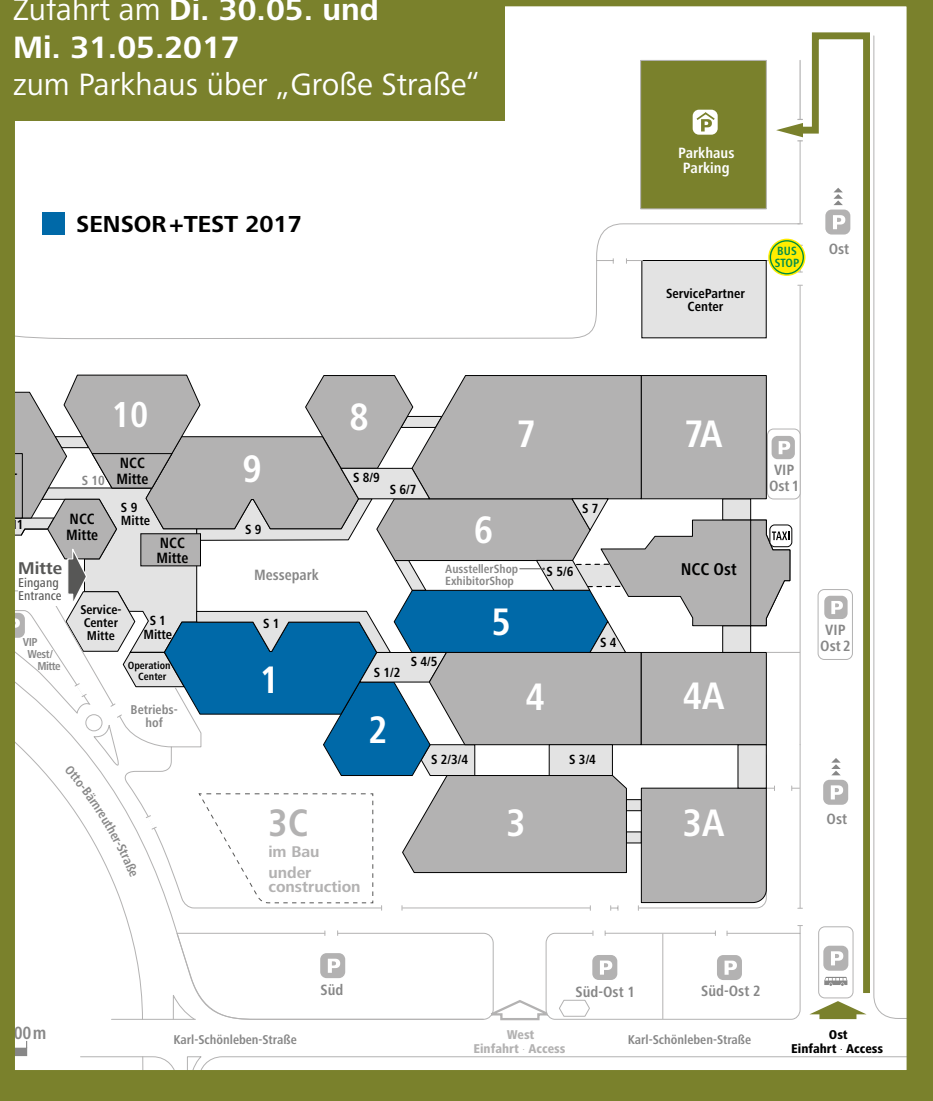 Zufahrt am Di. 30.05. und
Mi. 31.05.2017
zum Parkhaus über „Große Straße“
P
Parkhaus
Parking
SENSOR+TEST 2017
P
Ost
BUS
STOP
ServicePartner
Center
10
8
7
7A
9
NCC
Mitte
S 10
S 8/9
S 6/7
P
VIP
Ost 1
S 9
Mitte
NCC
Mitte
S 9
6
S 7
NCC
Mitte
TAXI
Mitte
Eingang
Entrance
Messepark
AusstellerShop
ExhibitorShop
S 5/6
NCC Ost
Service-
Center
Mitte
S 1
Mitte
S 1
5
S 4
P
VIP
Ost 2
P
VIP
West/
Mitte
Operation
Center
1
S 4/5
S 1/2
4
4A
Betriebs-
hof
2
S 2/3/4
S 3/4
Otto-Bärnreuther-Straße
3C
im Bau
under
construction
3
3A
P
Ost
P
Süd
P
Süd-Ost 1
P
Süd-Ost 2
P
00 m
Karl-Schönleben-Straße
West
Einfahrt · Access
Karl-Schönleben-Straße
Ost
Einfahrt · Access